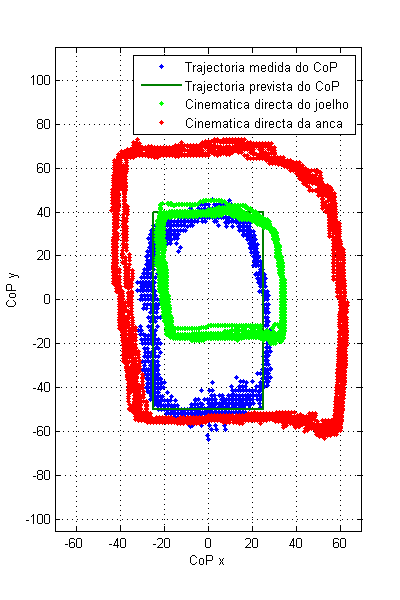 Trajectoria medida do CoP
Trajectoria prevista do CoP
Cinematica directa do joelho
Cinematica directa da anca
100
80
60
40
20
0
-20
-40
-60
-80
-100
CoP y
-60 -40 -20 0 20 40 60
CoP x